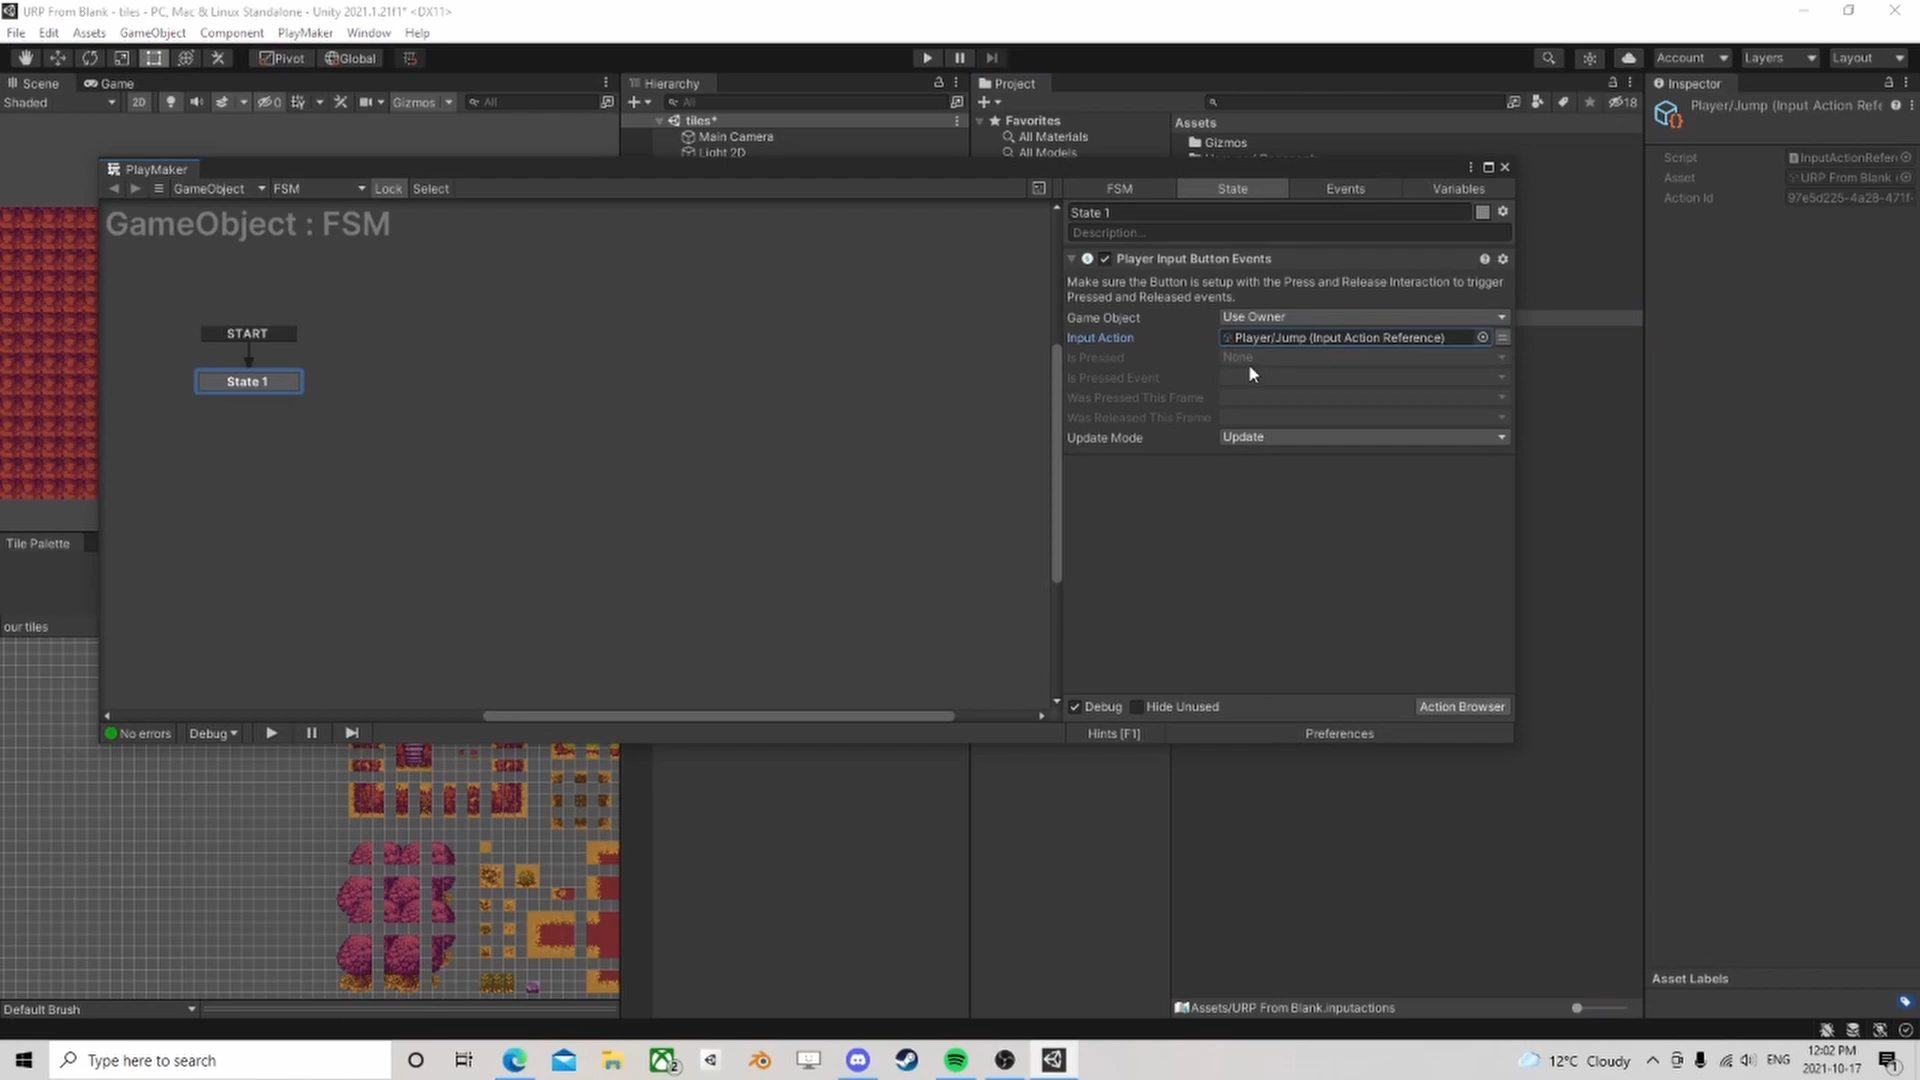 URP From Blank - tiles - PC, Mac & Linux Standalone - Unity 2021.1.21f1* <DX11>
File Edit Assets GameObject Component PlayMaker Window Help
Pivot Global Account Layers Layout
Scene Game Hierarchy Project Inspector
Shaded 2D 0 Gizmos All All 18
Player/Jump (Input Action Refe
tiles* Favorites Assets
Main Camera All Materials Gizmos
Light 2D All Models
Script InputActionReferen
Asset URP From Blank
Action Id 97e5d225-4a28-471f-
PlayMaker
GameObject FSM Lock Select FSM State Events Variables
GameObject : FSM
State 1
Description...
Player Input Button Events
Make sure the Button is setup with the Press and Release Interaction to trigger
Pressed and Released events.
Game Object Use Owner
Input Action Player/Jump (Input Action Reference)
Is Pressed None
Is Pressed Event
Was Pressed This Frame
Was Released This Frame
Update Mode Update
START
State 1
Tile Palette
our tiles
Debug Hide Unused Action Browser
No errors Debug Hints [F1] Preferences
Asset Labels
Default Brush Assets/URP From Blank.inputactions
Type here to search 2 12°C Cloudy ENG 12:02 PM
2021-10-17 1